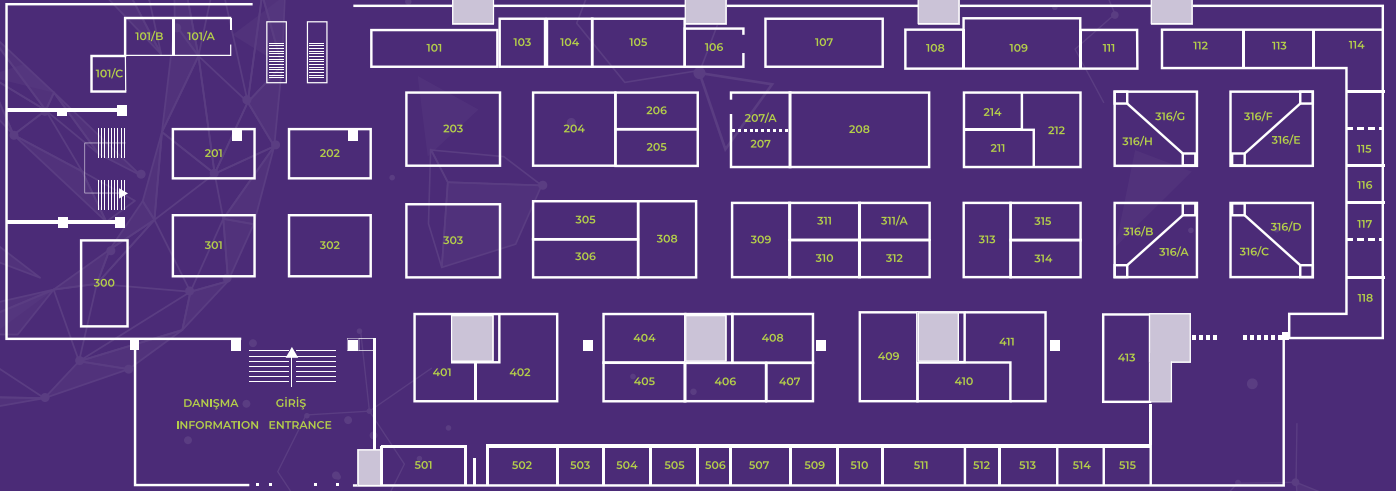 101/B 101/A
101/C
101 103 104 105 106 107 108 109 111 112 113 114
203 204 206 205 207/A 207 208 214 211 212 316/G 316/H 316/F 316/E
201 202
115
116
117
118
301 302 303 305 306 308 309 311 311/A 310 312 313 315 314 316/B 316/A 316/D 316/C
300
401 402 404 408 405 406 407 409 411 410 413
DANIŞMA GİRİŞ
INFORMATION ENTRANCE
501 502 503 504 505 506 507 509 510 511 512 513 514 515